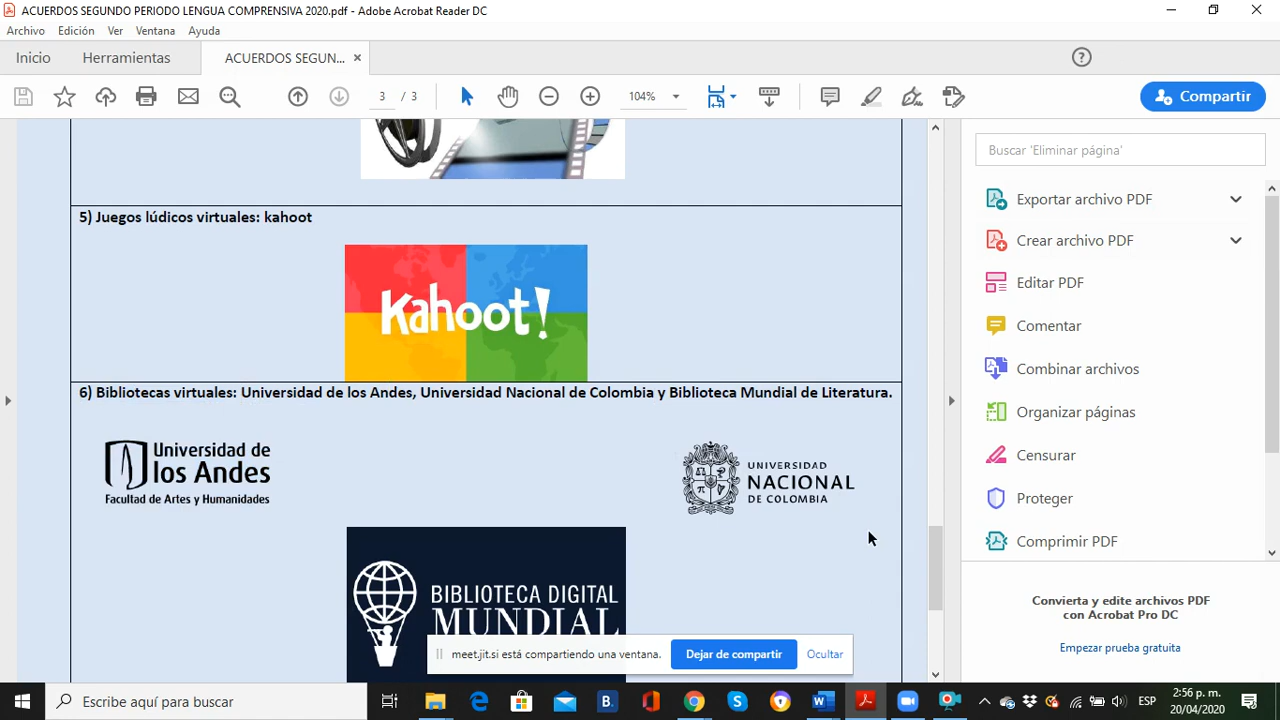 ACUERDOS SEGUNDO PERIODO LENGUA COMPRENSIVA 2020.pdf - Adobe Acrobat Reader DC
Archivo Edición Ver Ventana Ayuda
Inicio Herramientas ACUERDOS SEGUN... ×
3 / 3 104% Compartir
Buscar 'Eliminar página'
Exportar archivo PDF
Crear archivo PDF
Editar PDF
Comentar
Combinar archivos
Organizar páginas
Censurar
Proteger
Comprimir PDF
Convierta y edite archivos PDF
con Acrobat Pro DC
Empezar prueba gratuita
5) Juegos lúdicos virtuales: kahoot
Kahoot!
6) Bibliotecas virtuales: Universidad de los Andes, Universidad Nacional de Colombia y Biblioteca Mundial de Literatura.
Universidad de
los Andes
Facultad de Artes y Humanidades
UNIVERSIDAD
NACIONAL
DE COLOMBIA
BIBLIOTECA DIGITAL
MUNDIAL
meet.jit.si está compartiendo una ventana. Dejar de compartir Ocultar
Escribe aquí para buscar
ESP
2:56 p. m.
20/04/2020